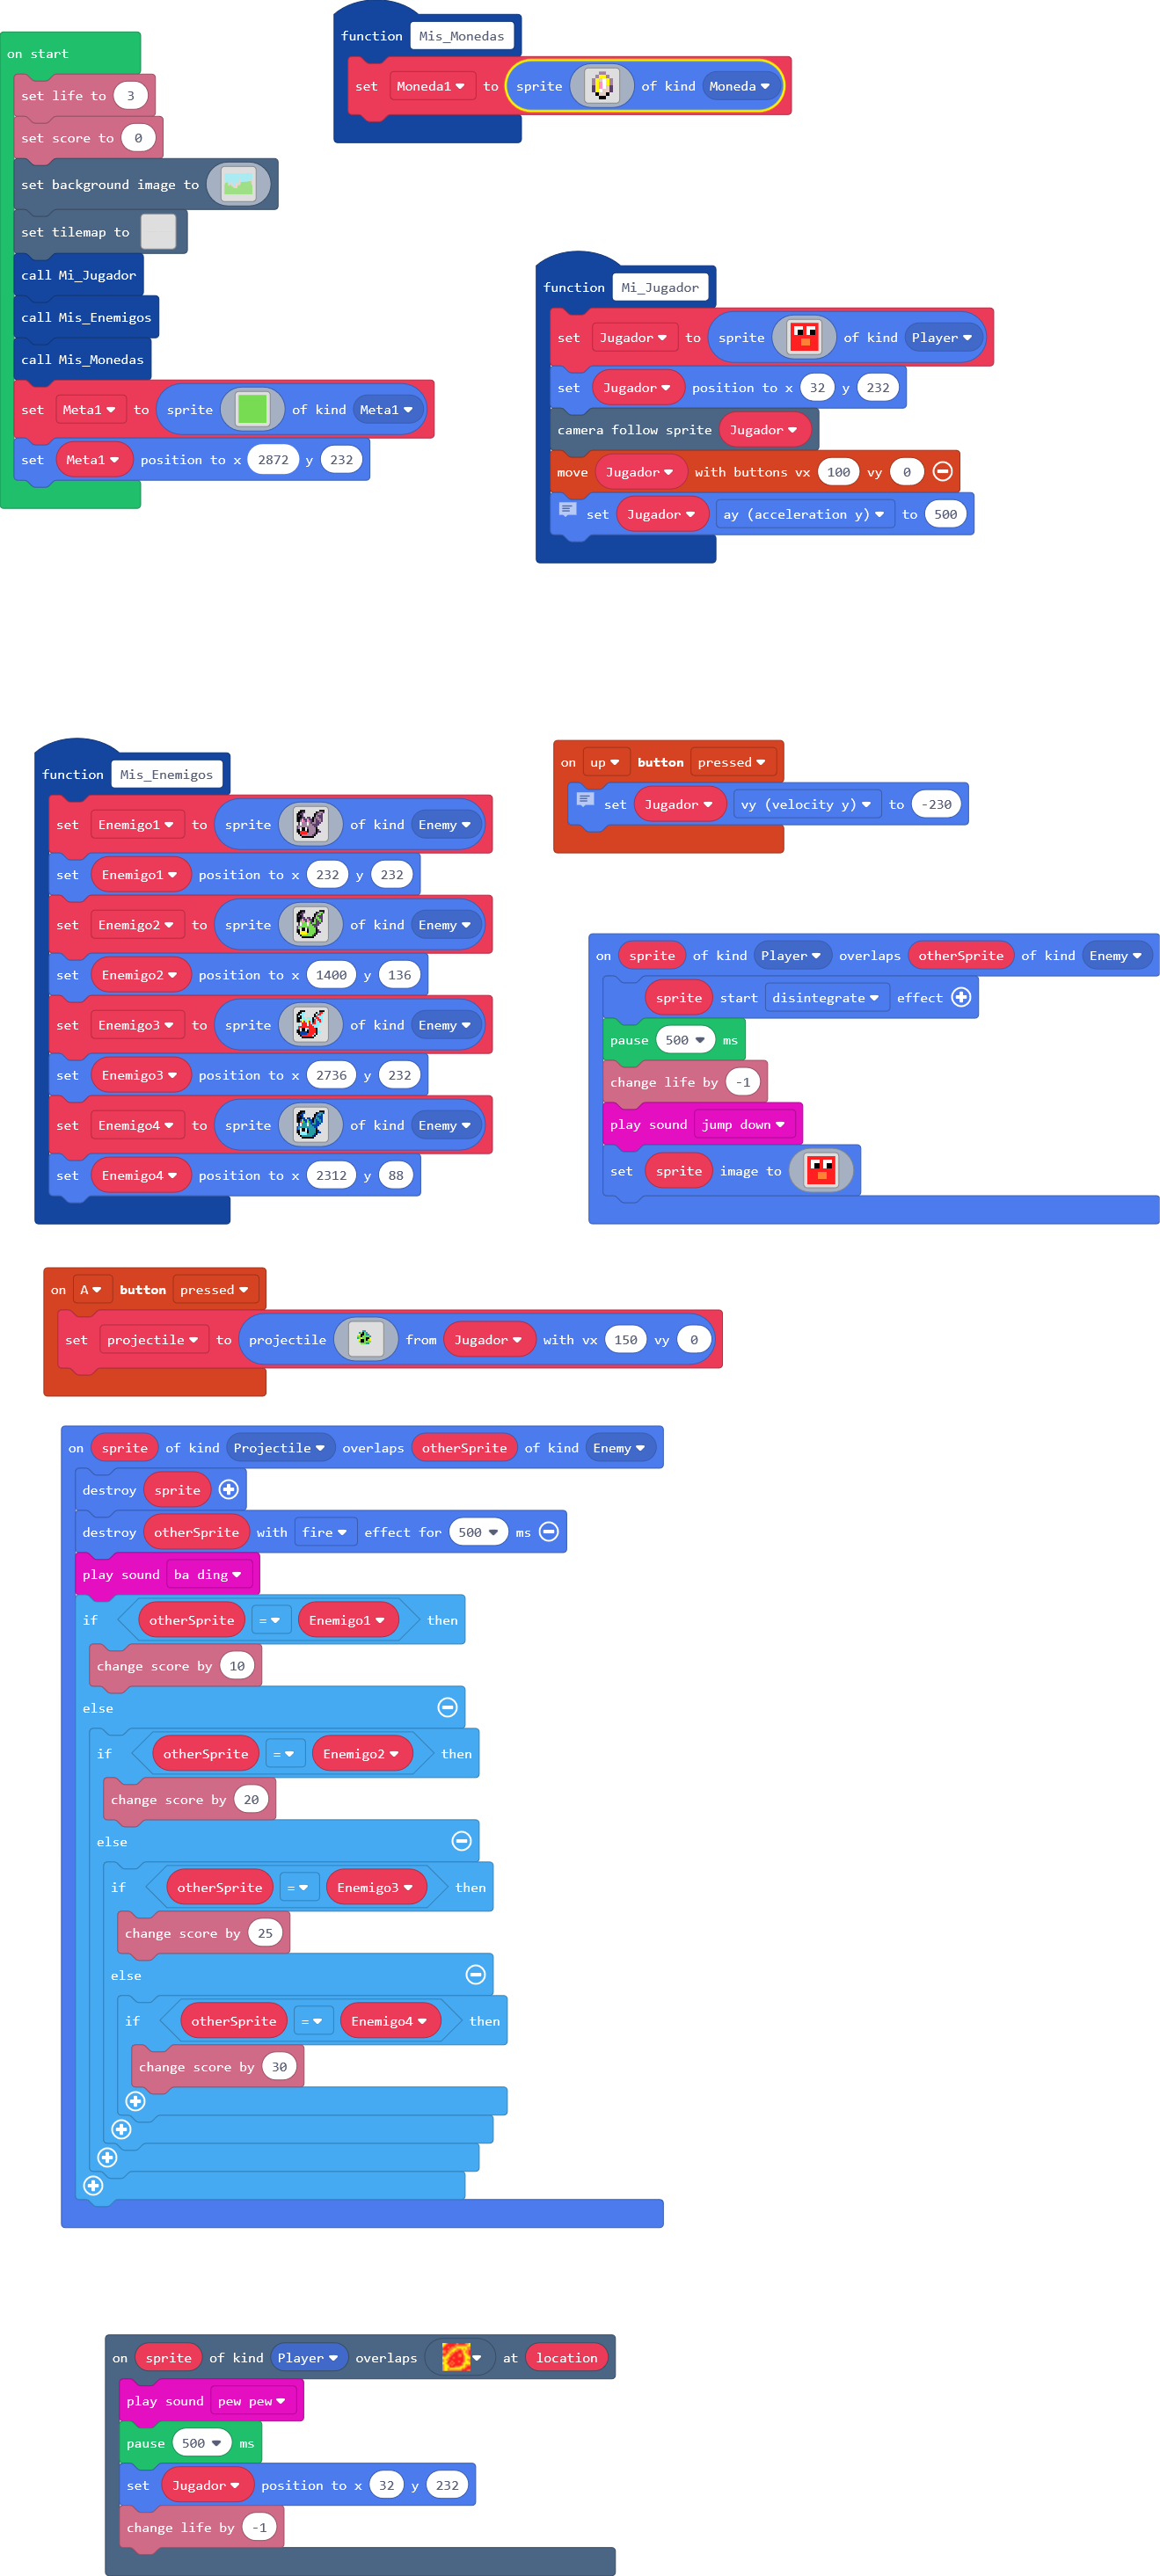 function Mis_Monedas
set Moneda1 to sprite of kind Moneda
on start
set life to 3
set score to 0
set background image to
set tilemap to
call Mi_Jugador
call Mis_Enemigos
call Mis_Monedas
set Meta1 to sprite of kind Meta1
set Meta1 position to x 2872 y 232
function Mi_Jugador
set Jugador to sprite of kind Player
set Jugador position to x 32 y 232
camera follow sprite Jugador
move Jugador with buttons vx 100 vy 0
set Jugador ay (acceleration y) to 500
function Mis_Enemigos
set Enemigo1 to sprite of kind Enemy
set Enemigo1 position to x 232 y 232
set Enemigo2 to sprite of kind Enemy
set Enemigo2 position to x 1400 y 136
set Enemigo3 to sprite of kind Enemy
set Enemigo3 position to x 2736 y 232
set Enemigo4 to sprite of kind Enemy
set Enemigo4 position to x 2312 y 88
on up button pressed
set Jugador vy (velocity y) to -230
on sprite of kind Player overlaps otherSprite of kind Enemy
sprite start disintegrate effect
pause 500 ms
change life by -1
play sound jump down
set sprite image to
on A button pressed
set projectile to projectile from Jugador with vx 150 vy 0
on sprite of kind Projectile overlaps otherSprite of kind Enemy
destroy sprite
destroy otherSprite with fire effect for 500 ms
play sound ba ding
if otherSprite = Enemigo1 then
change score by 10
else
if otherSprite = Enemigo2 then
change score by 20
else
if otherSprite = Enemigo3 then
change score by 25
else
if otherSprite = Enemigo4 then
change score by 30
on sprite of kind Player overlaps at location
play sound pew pew
pause 500 ms
set Jugador position to x 32 y 232
change life by -1